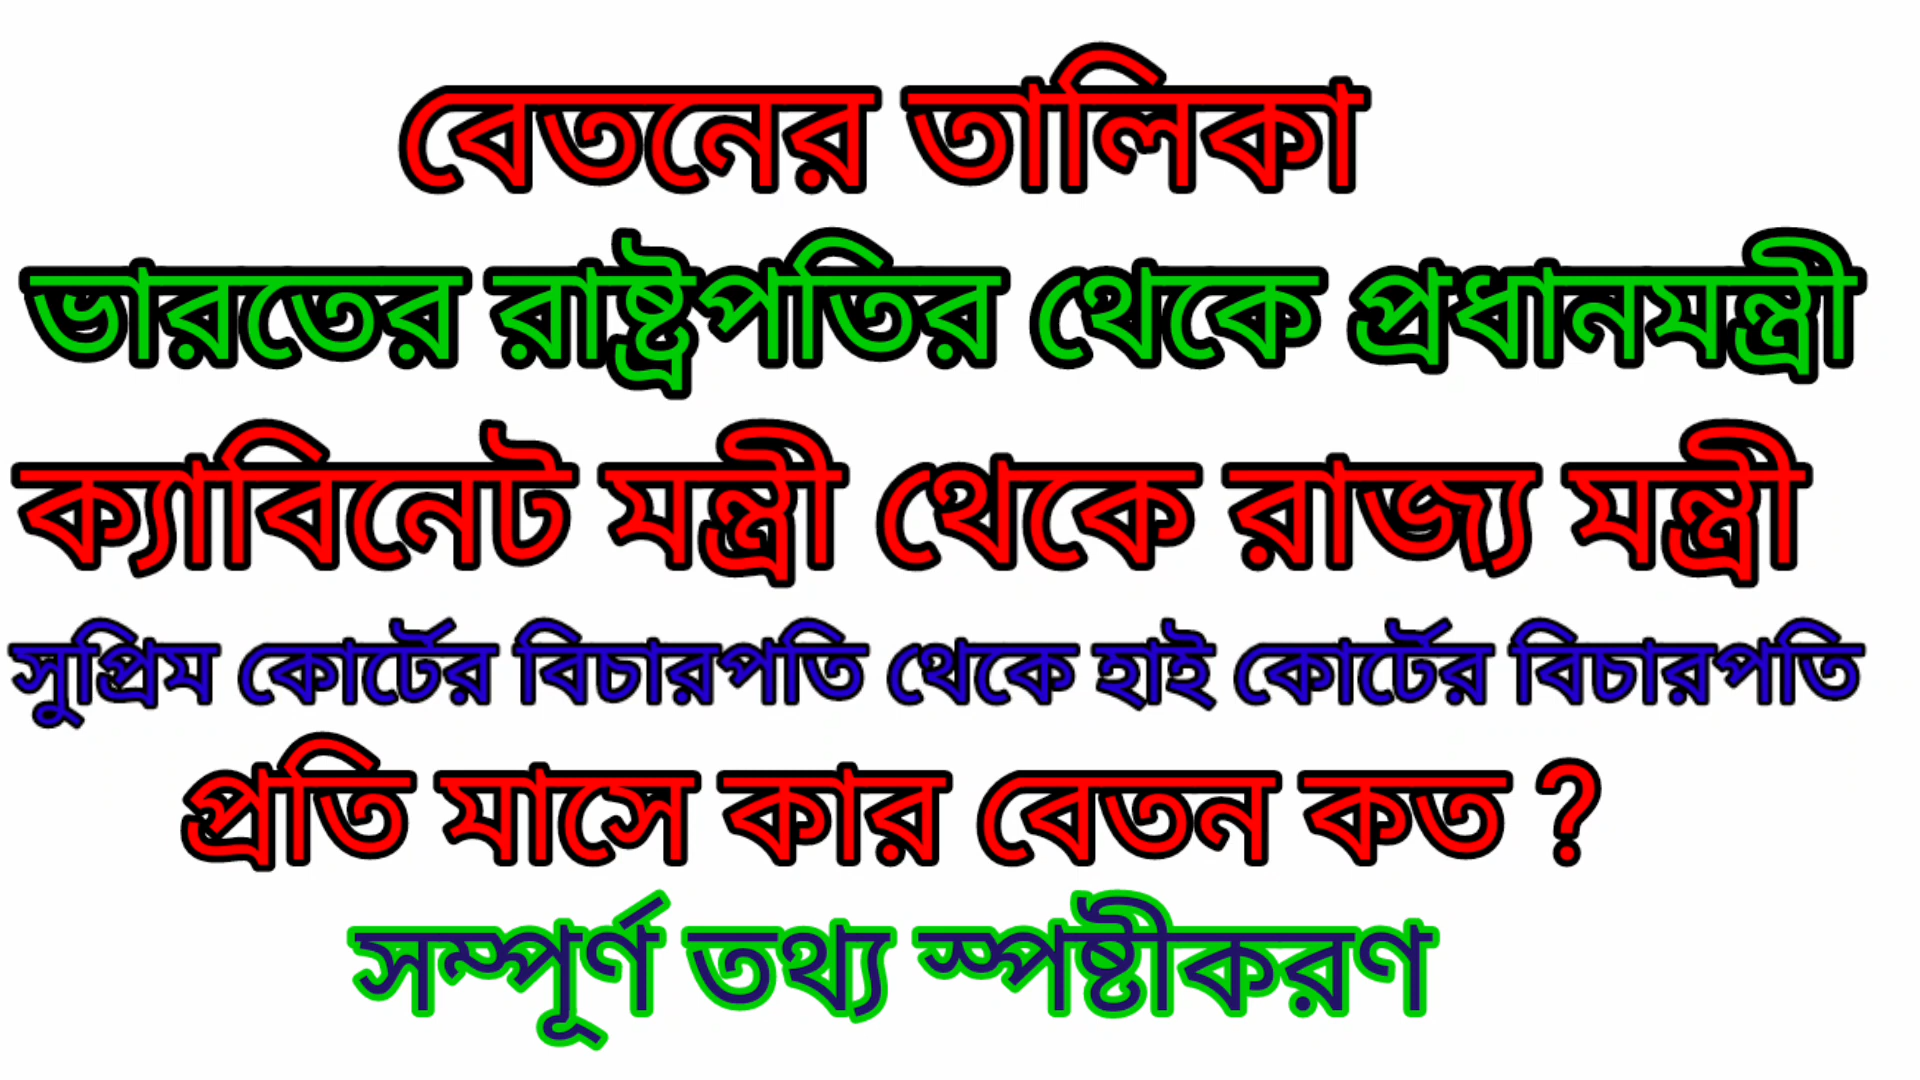 বেতনের তালিকা
ভারতের রাষ্ট্রপতির থেকে প্রধানমন্ত্রী
ক্যাবিনেট মন্ত্রী থেকে রাজ্য মন্ত্রী
সুপ্রিম কোর্টের বিচারপতি থেকে হাই কোর্টের বিচারপতি
প্রতি মাসে কার বেতন কত ?
সম্পূর্ণ তথ্য স্পষ্টীকরণ